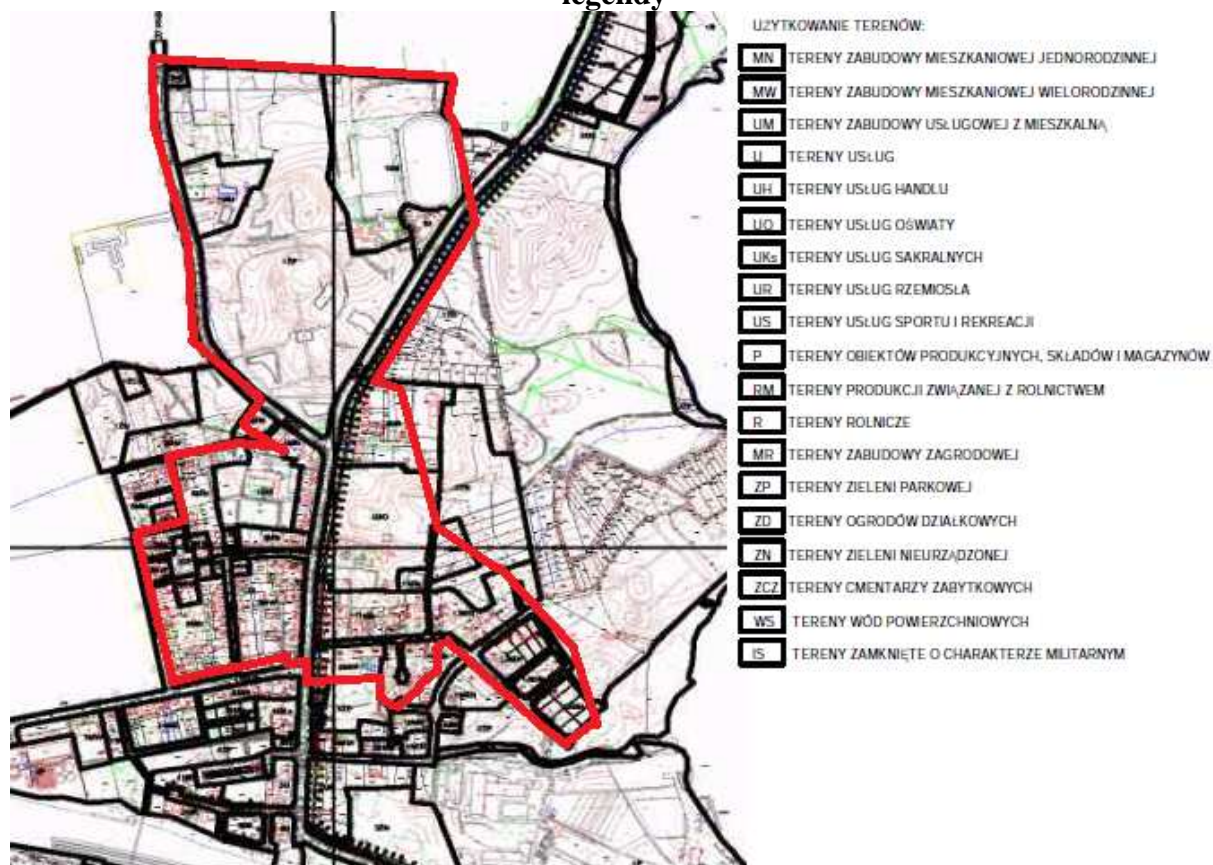 legendy
UŻYTKOWANIE TERENÓW:
MN TERENY ZABUDOWY MIESZKANIOWEJ JEDNORODZINNEJ
MW TERENY ZABUDOWY MIESZKANIOWEJ WIELORODZINNEJ
UM TERENY ZABUDOWY USŁUGOWEJ Z MIESZKALNĄ
U TERENY USŁUG
UH TERENY USŁUG HANDLU
UO TERENY USŁUG OŚWIATY
UKs TERENY USŁUG SAKRALNYCH
UR TERENY USŁUG RZEMIOSŁA
US TERENY USŁUG SPORTU I REKREACJI
P TERENY OBIEKTÓW PRODUKCYJNYCH, SKŁADÓW I MAGAZYNÓW
RM TERENY PRODUKCJI ZWIĄZANEJ Z ROLNICTWEM
R TERENY ROLNICZE
MR TERENY ZABUDOWY ZAGRODOWEJ
ZP TERENY ZIELENI PARKOWEJ
ZD TERENY OGRODÓW DZIAŁKOWYCH
ZN TERENY ZIELENI NIEURZĄDZONEJ
ZCZ TERENY CMENTARZY ZABYTKOWYCH
WS TERENY WÓD POWIERZCHNIOWYCH
IS TERENY ZAMKNIĘTE O CHARAKTERZE MILITARNYM